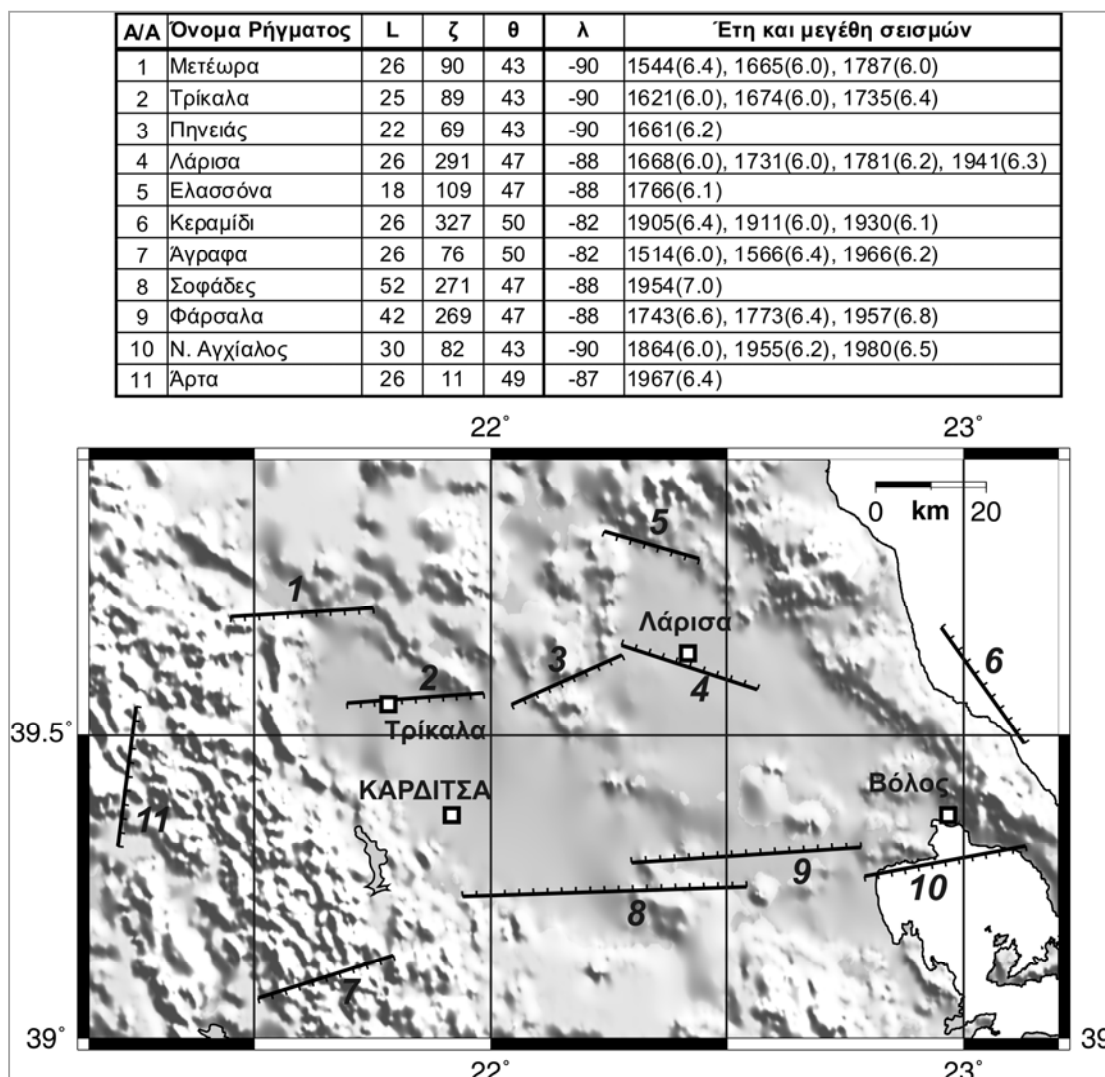 Α/Α Όνομα Ρήγματος L ζ θ λ Έτη και μεγέθη σεισμών
1 Μετέωρα 26 90 43 -90 1544(6.4), 1665(6.0), 1787(6.0)
2 Τρίκαλα 25 89 43 -90 1621(6.0), 1674(6.0), 1735(6.4)
3 Πηνειάς 22 69 43 -90 1661(6.2)
4 Λάρισα 26 291 47 -88 1668(6.0), 1731(6.0), 1781(6.2), 1941(6.3)
5 Ελασσόνα 18 109 47 -88 1766(6.1)
6 Κεραμίδι 26 327 50 -82 1905(6.4), 1911(6.0), 1930(6.1)
7 Άγραφα 26 76 50 -82 1514(6.0), 1566(6.4), 1966(6.2)
8 Σοφάδες 52 271 47 -88 1954(7.0)
9 Φάρσαλα 42 269 47 -88 1743(6.6), 1773(6.4), 1957(6.8)
10 Ν. Αγχίαλος 30 82 43 -90 1864(6.0), 1955(6.2), 1980(6.5)
11 Άρτα 26 11 49 -87 1967(6.4)
22° 23°
0 km 20
5
1
Λάρισα
6
3
2
4
Τρίκαλα
39.5°
ΚΑΡΔΙΤΣΑ
Βόλος
11
9
10
8
7
39° 39
22° 23°